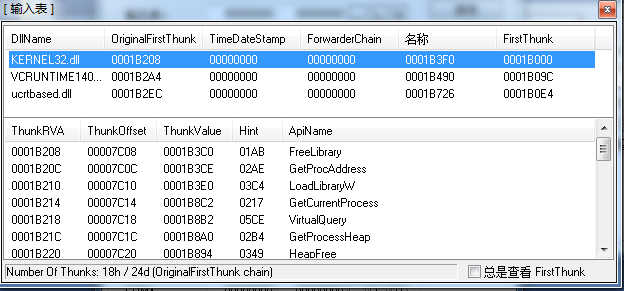 [ 输入表 ]
DllName OriginalFirstThunk TimeDateStamp ForwarderChain 名称 FirstThunk
KERNEL32.dll 0001B208 00000000 00000000 0001B3F0 0001B000
VCRUNTIME140... 0001B2A4 00000000 00000000 0001B490 0001B09C
ucrtbased.dll 0001B2EC 00000000 00000000 0001B726 0001B0E4
ThunkRVA ThunkOffset ThunkValue Hint ApiName
0001B208 00007C08 0001B3C0 01AB FreeLibrary
0001B20C 00007C0C 0001B3CE 02AE GetProcAddress
0001B210 00007C10 0001B3E0 03C4 LoadLibraryW
0001B214 00007C14 0001B8C2 0217 GetCurrentProcess
0001B218 00007C18 0001B8B2 05CE VirtualQuery
0001B21C 00007C1C 0001B8A0 02B4 GetProcessHeap
0001B220 00007C20 0001B894 0349 HeapFree
Number Of Thunks: 18h / 24d (OriginalFirstThunk chain) 总是查看 FirstThunk